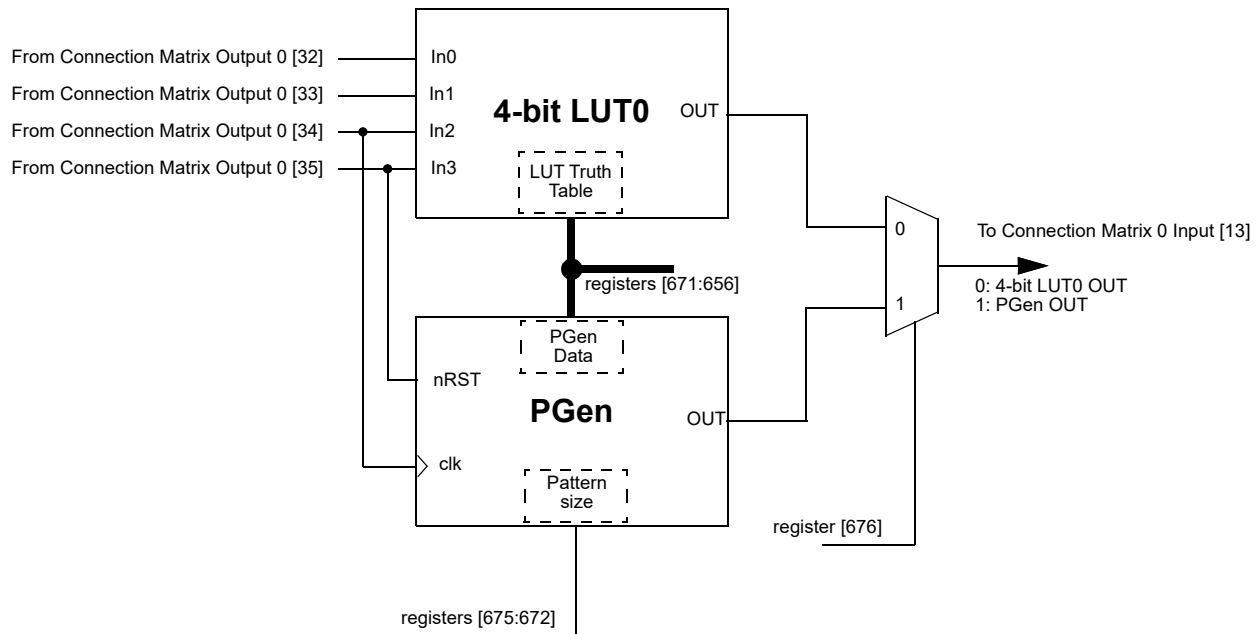 From Connection Matrix Output 0 [32]
From Connection Matrix Output 0 [33]
From Connection Matrix Output 0 [34]
From Connection Matrix Output 0 [35]
In0
In1
In2
In3
4-bit LUT0
OUT
LUT Truth
Table
registers [671:656]
PGen
Data
nRST
PGen
OUT
clk
Pattern
size
registers [675:672]
0
1
register [676]
To Connection Matrix 0 Input [13]
0: 4-bit LUT0 OUT
1: PGen OUT